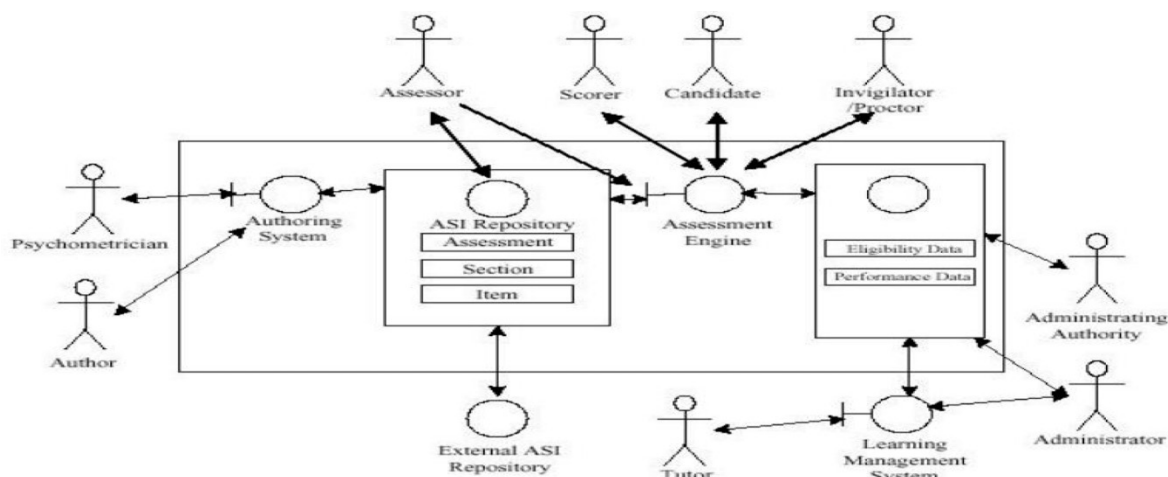 Assessor
Scorer
Candidate
Invigilator
/Proctor
Psychometrician
Authoring
System
ASI Repository
Assessment
Section
Item
Assessment
Engine
Eligibility Data
Performance Data
Author
Administrating
Authority
External ASI
Repository
Tutor
Learning
Management
System
Administrator